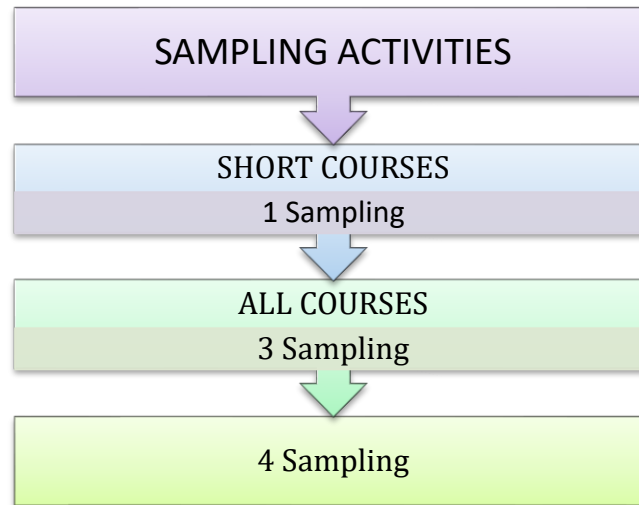 SAMPLING ACTIVITIES
SHORT COURSES
1 Sampling
ALL COURSES
3 Sampling
4 Sampling